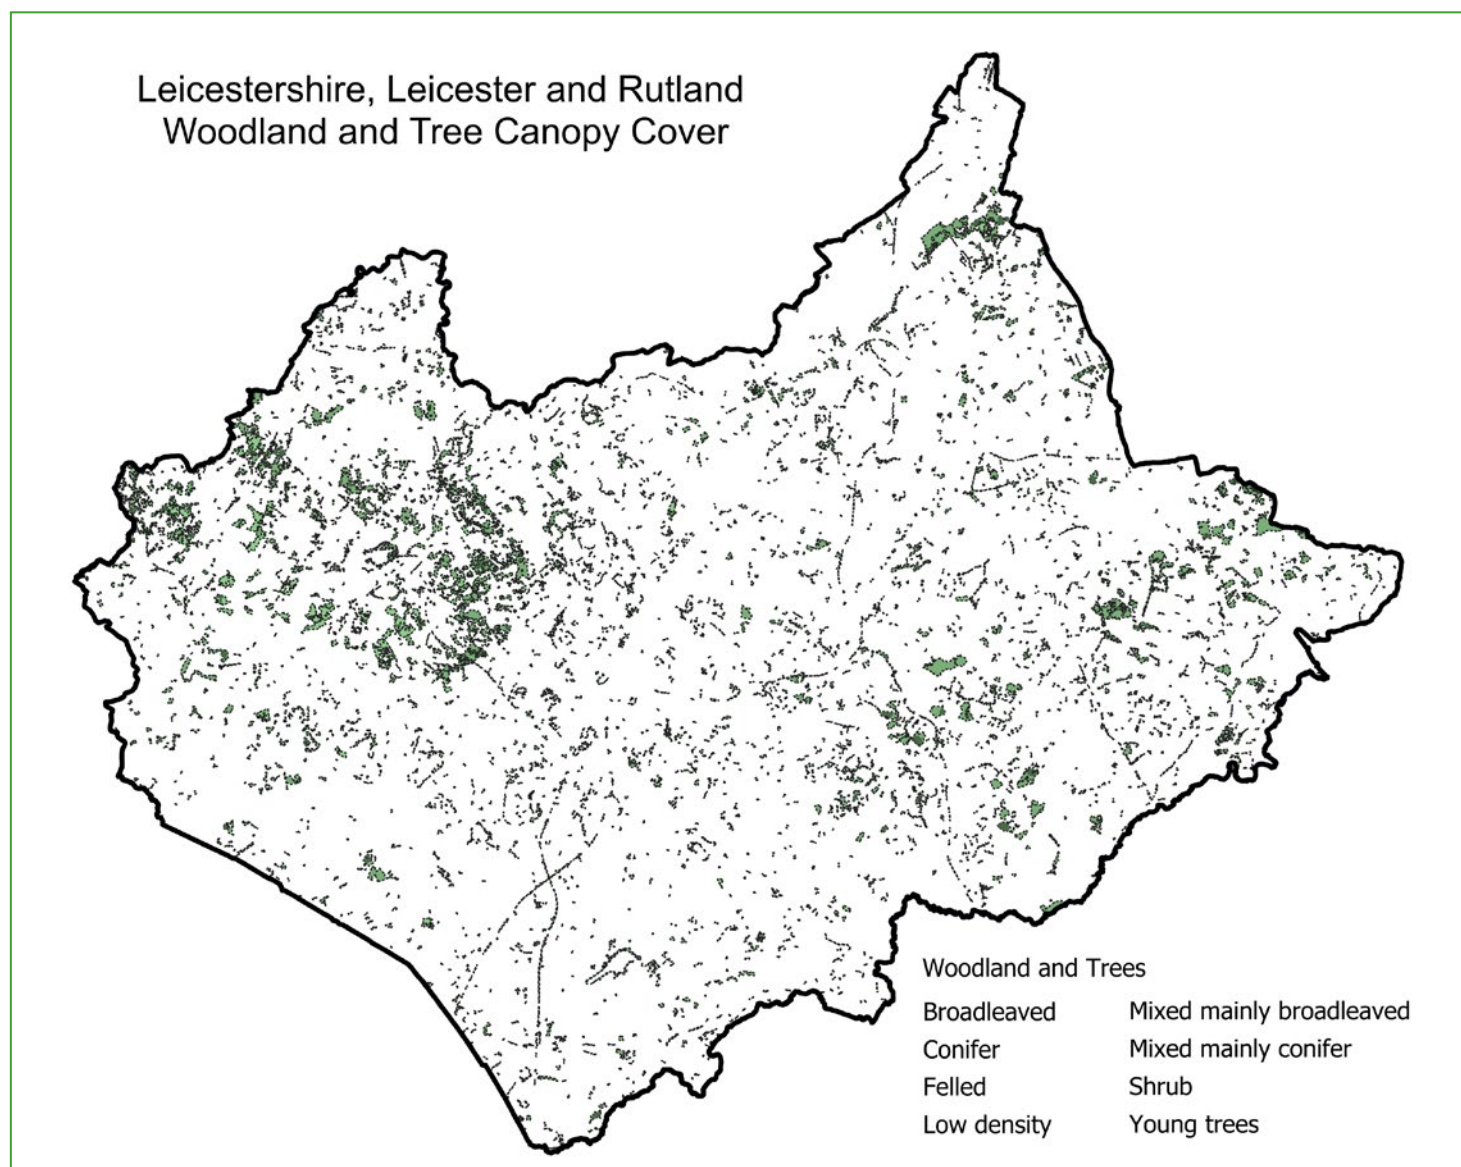 Leicestershire, Leicester and Rutland
Woodland and Tree Canopy Cover
Woodland and Trees
Broadleaved
Conifer
Felled
Low density
Mixed mainly broadleaved
Mixed mainly conifer
Shrub
Young trees